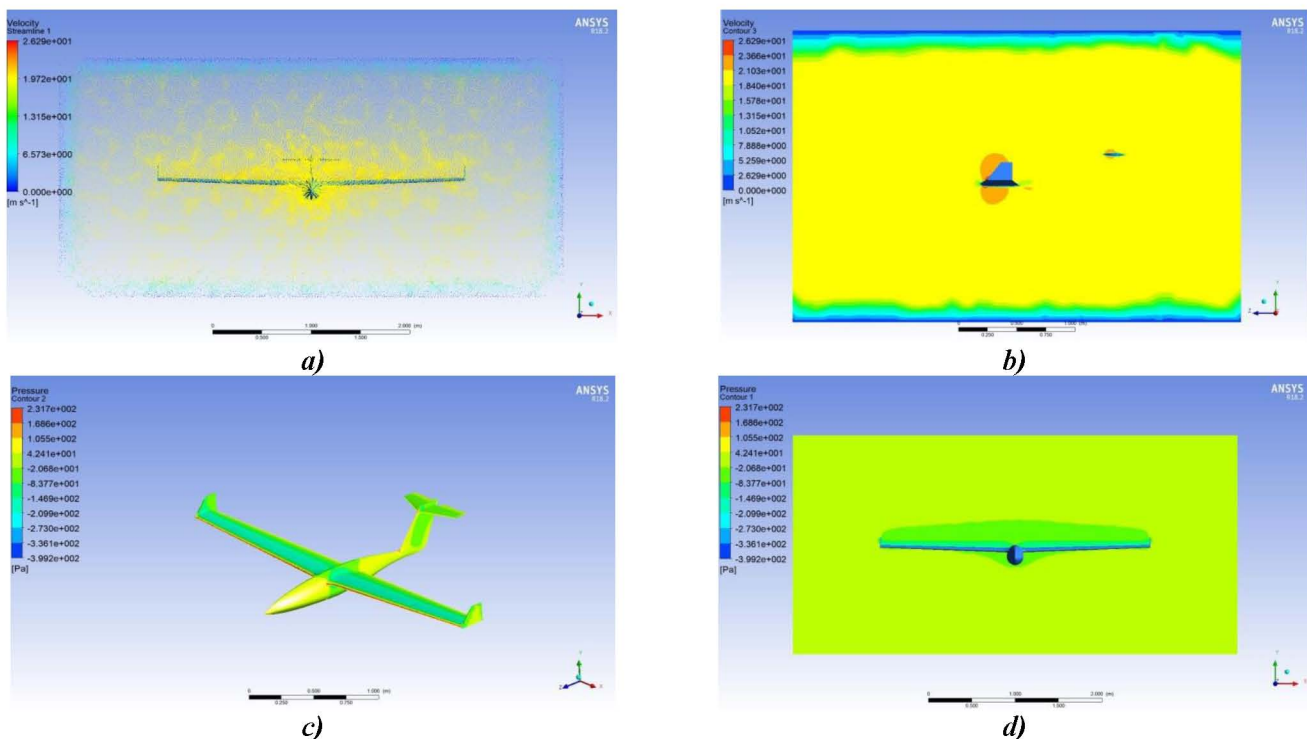 Velocity
Streamline 1
2.629e+001
1.972e+001
1.315e+001
6.573e+000
0.000e+000
[m s^-1]
ANSYS
R18.2
0 1.000 2.000 (m)
0.500 1.500
Y
Z X
a)
Velocity
Contour 3
2.629e+001
2.366e+001
2.103e+001
1.840e+001
1.578e+001
1.315e+001
1.052e+001
7.888e+000
5.259e+000
2.629e+000
0.000e+000
[m s^-1]
ANSYS
R18.2
0 0.500 1.000 (m)
0.250 0.750
Y
Z
b)
Pressure
Contour 2
2.317e+002
1.686e+002
1.055e+002
4.241e+001
-2.068e+001
-8.377e+001
-1.469e+002
-2.099e+002
-2.730e+002
-3.361e+002
-3.992e+002
[Pa]
ANSYS
R18.2
0 0.500 1.000 (m)
0.250 0.750
Y
Z X
c)
Pressure
Contour 1
2.317e+002
1.686e+002
1.055e+002
4.241e+001
-2.068e+001
-8.377e+001
-1.469e+002
-2.099e+002
-2.730e+002
-3.361e+002
-3.992e+002
[Pa]
ANSYS
R18.2
0 1.000 2.000 (m)
0.500 1.500
Y
Z
d)